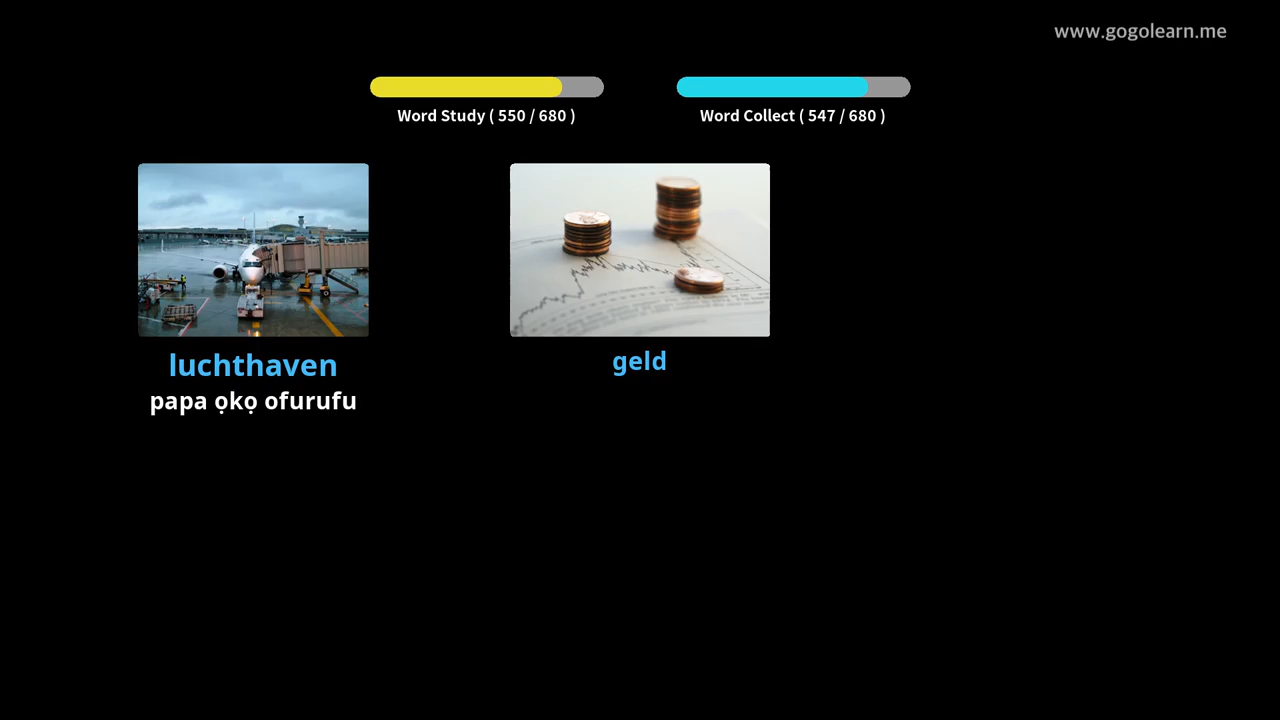 www.gogolearn.me
Word Study ( 550 / 680 )
Word Collect ( 547 / 680 )
luchthaven
papa ọkọ ofurufu
geld